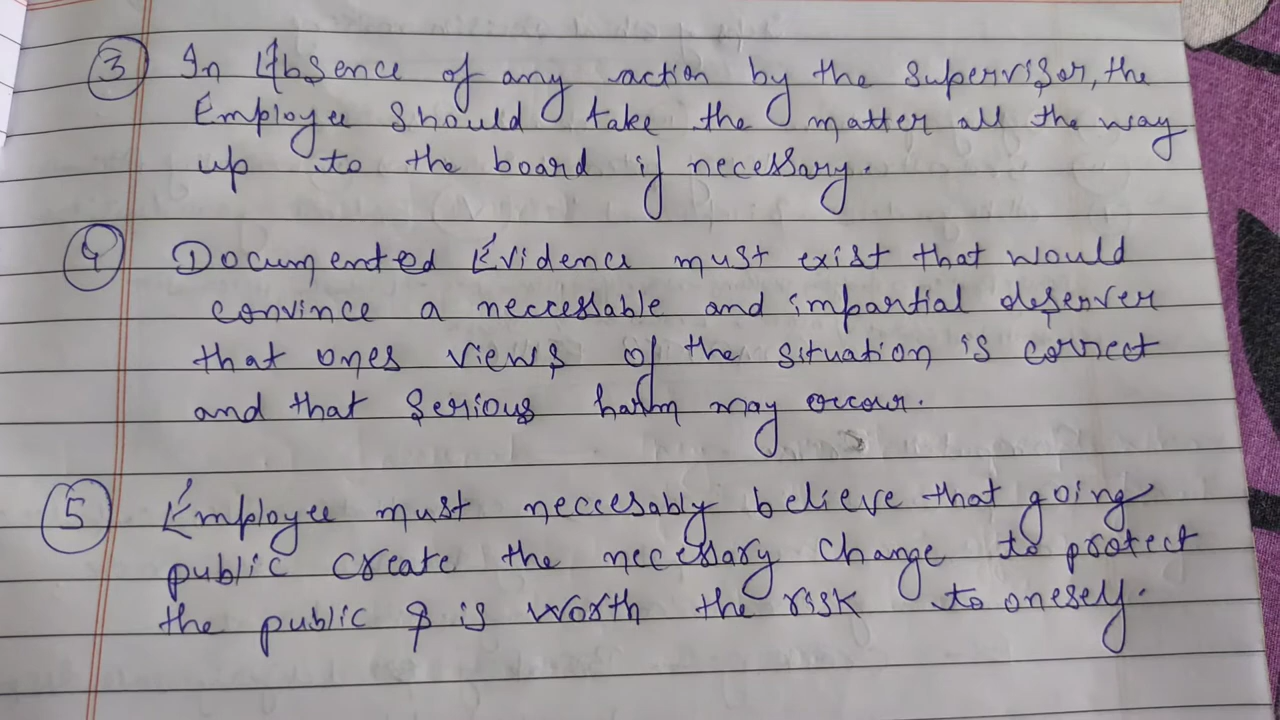 ③ In Absence of any action by the supervisor, the
Employee should take the matter all the way
up to the board if necessary.
④ Documented Evidence must exist that would
convince a neccessable and impartial deserver
that ones views of the situation is correct
and that serious harm may occour.
⑤ Employee must neccesably believe that going
public create the necessary change to protect
the public & is worth the risk to oneself.